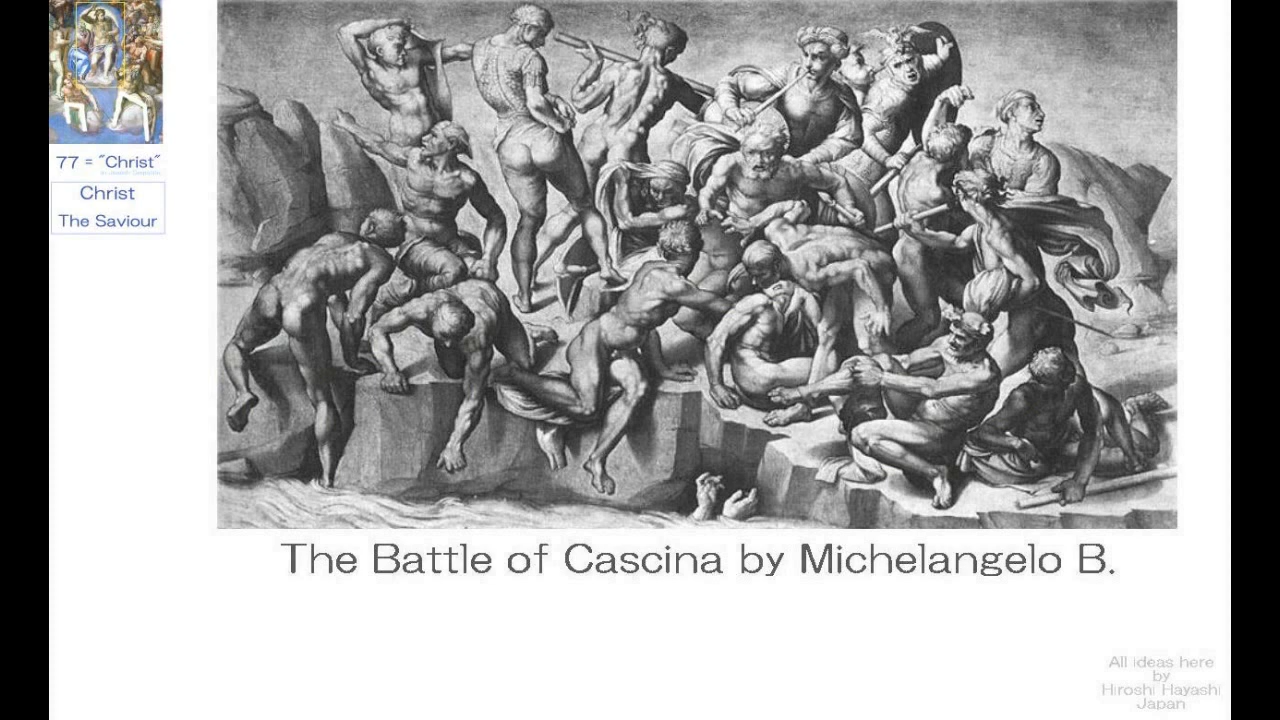 77 = "Christ"
Christ
The Saviour
The Battle of Cascina by Michelangelo B.
All ideas here
by
Hiroshi Hayashi
Japan